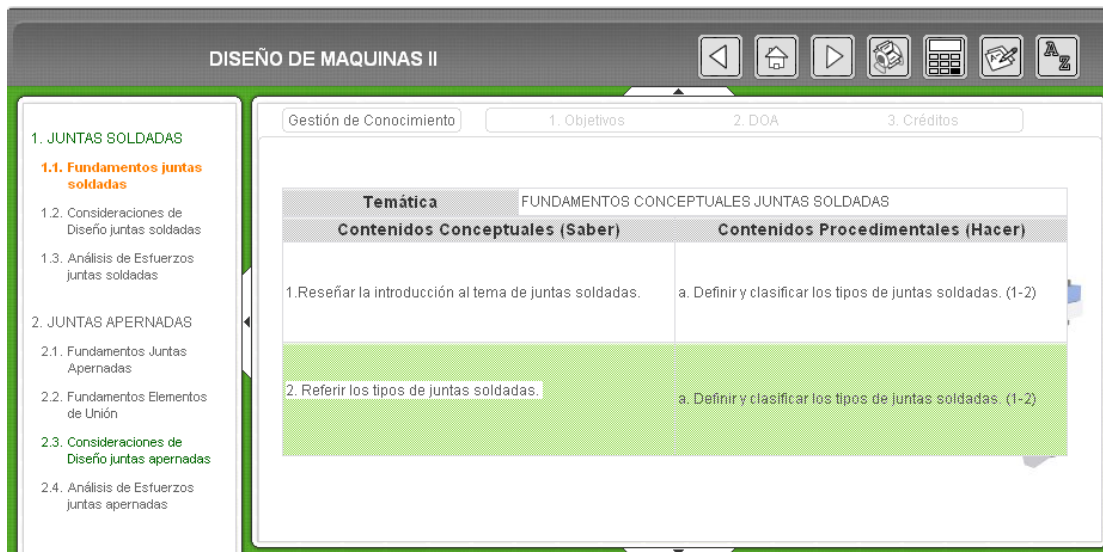 DISEÑO DE MAQUINAS II
A
Z
1. JUNTAS SOLDADAS
1.1. Fundamentos juntas
soldadas
1.2. Consideraciones de
Diseño juntas soldadas
1.3. Análisis de Esfuerzos
juntas soldadas
2. JUNTAS APERNADAS
2.1. Fundamentos Juntas
Apernadas
2.2. Fundamentos Elementos
de Unión
2.3. Consideraciones de
Diseño juntas apernadas
2.4. Análisis de Esfuerzos
juntas apernadas
Gestión de Conocimiento
1. Objetivos
2. DOA
3. Créditos
Temática
FUNDAMENTOS CONCEPTUALES JUNTAS SOLDADAS
Contenidos Conceptuales (Saber)
Contenidos Procedimentales (Hacer)
1.Reseñar la introducción al tema de juntas soldadas.
a. Definir y clasificar los tipos de juntas soldadas. (1-2)
2. Referir los tipos de juntas soldadas.
a. Definir y clasificar los tipos de juntas soldadas. (1-2)